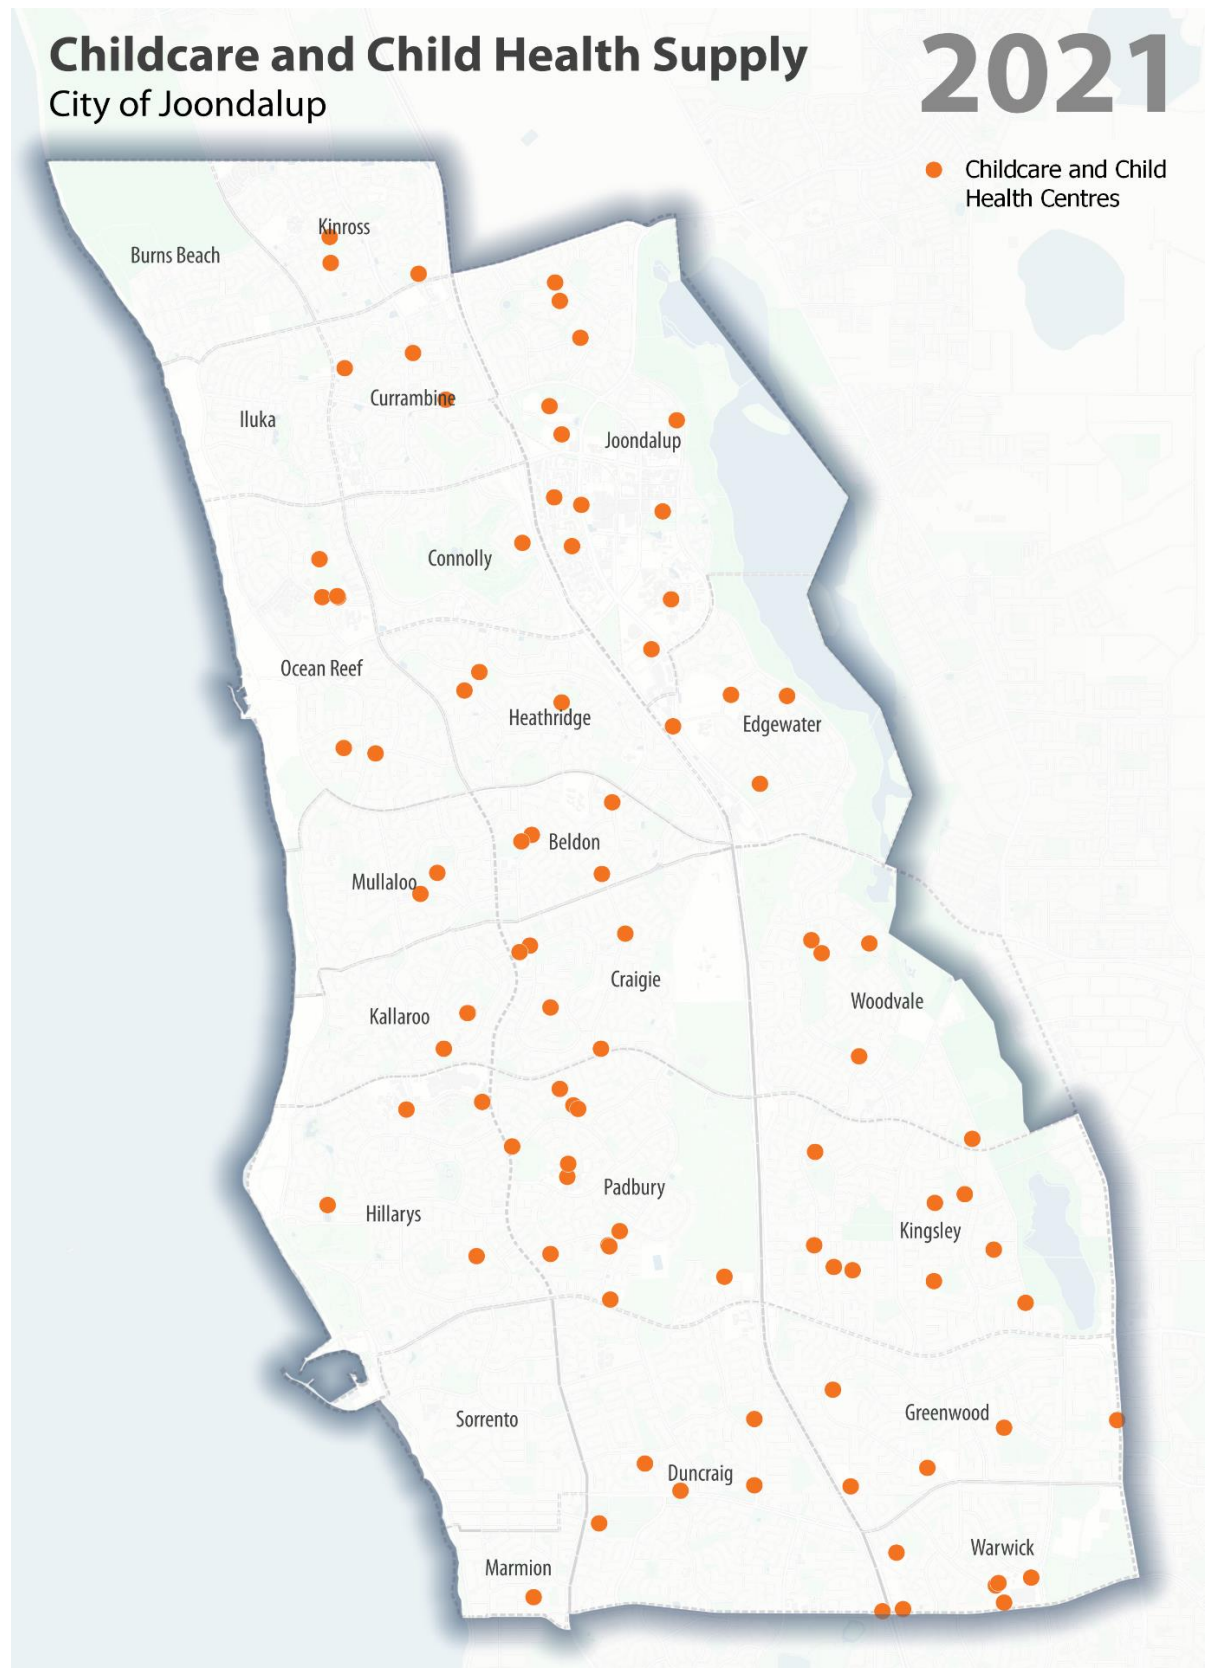 Childcare and Child Health Supply
City of Joondalup
2021
Childcare and Child
Health Centres
Kinross
Burns Beach
Currambine
Iluka
Joondalup
Connolly
Ocean Reef
Heathridge
Edgewater
Beldon
Mullaloo
Craigie
Woodvale
Kallaroo
Padbury
Hillarys
Kingsley
Greenwood
Sorrento
Duncraig
Warwick
Marmion